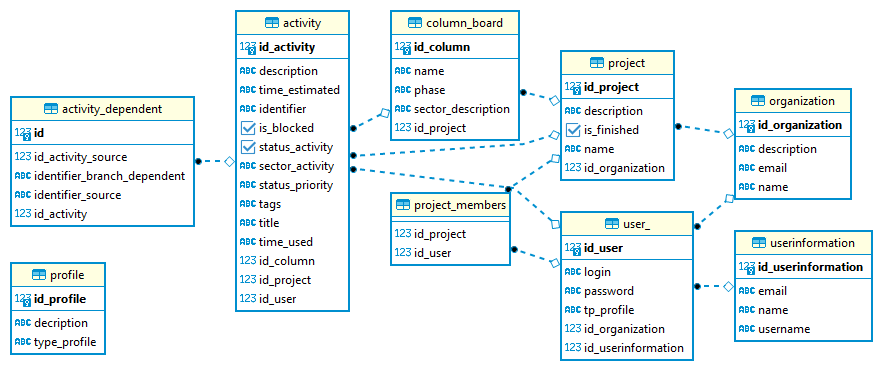 activity_dependent
123 id
123 id_activity_source
ABC identifier_branch_dependent
ABC identifier_source
123 id_activity
profile
123 id_profile
ABC decription
ABC type_profile
activity
123 id_activity
ABC description
ABC time_estimated
ABC identifier
is_blocked
status_activity
ABC sector_activity
ABC status_priority
ABC tags
ABC title
ABC time_used
123 id_column
123 id_project
123 id_user
column_board
123 id_column
ABC name
ABC phase
ABC sector_description
123 id_project
project_members
123 id_project
123 id_user
project
123 id_project
ABC description
is_finished
ABC name
123 id_organization
user_
123 id_user
ABC login
ABC password
ABC tp_profile
123 id_organization
123 id_userinformation
organization
123 id_organization
ABC description
ABC email
ABC name
userinformation
123 id_userinformation
ABC email
ABC name
ABC username